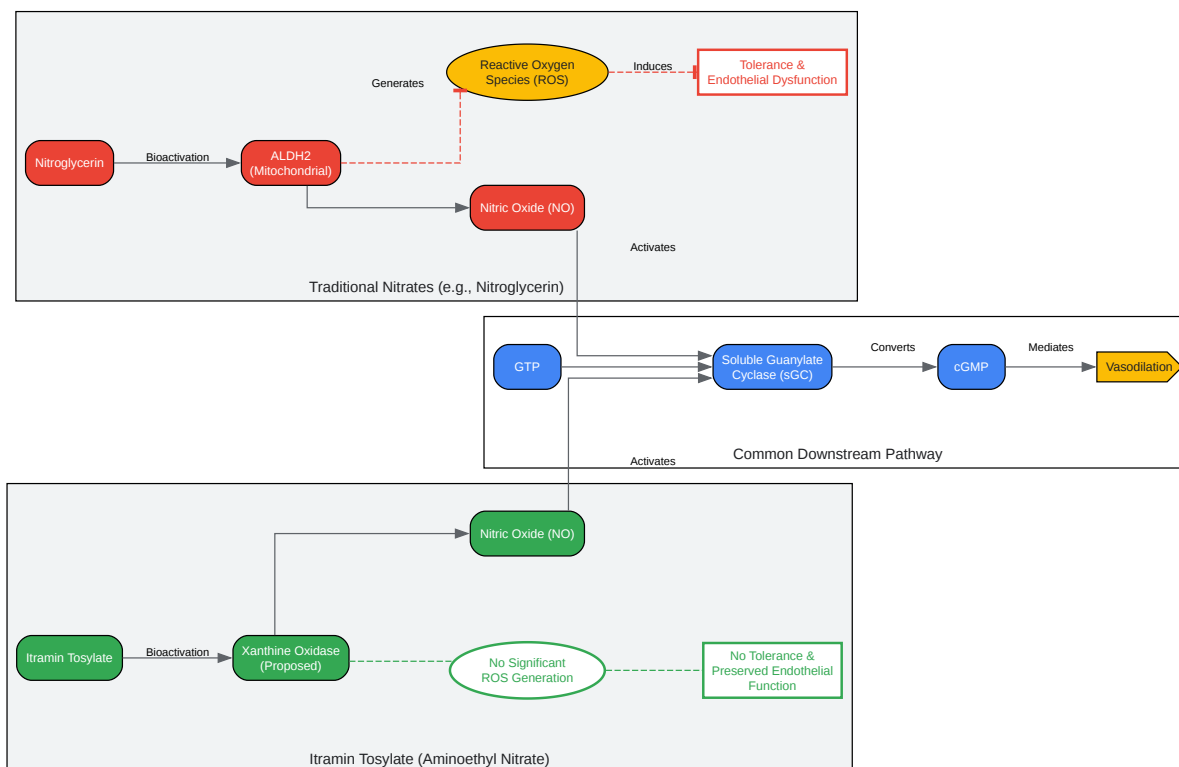 Reactive Oxygen
Species (ROS)
Generates
Induces
Tolerance &
Endothelial Dysfunction
Nitroglycerin
Bioactivation
ALDH2
(Mitochondrial)
Nitric Oxide (NO)
Activates
Traditional Nitrates (e.g., Nitroglycerin)
GTP
Soluble Guanylate
Cyclase (sGC)
Converts
cGMP
Mediates
Vasodilation
Common Downstream Pathway
Activates
Nitric Oxide (NO)
Itramin Tosylate
Bioactivation
Xanthine Oxidase
(Proposed)
No Significant
ROS Generation
No Tolerance &
Preserved Endothelial
Function
Itramin Tosylate (Aminoethyl Nitrate)